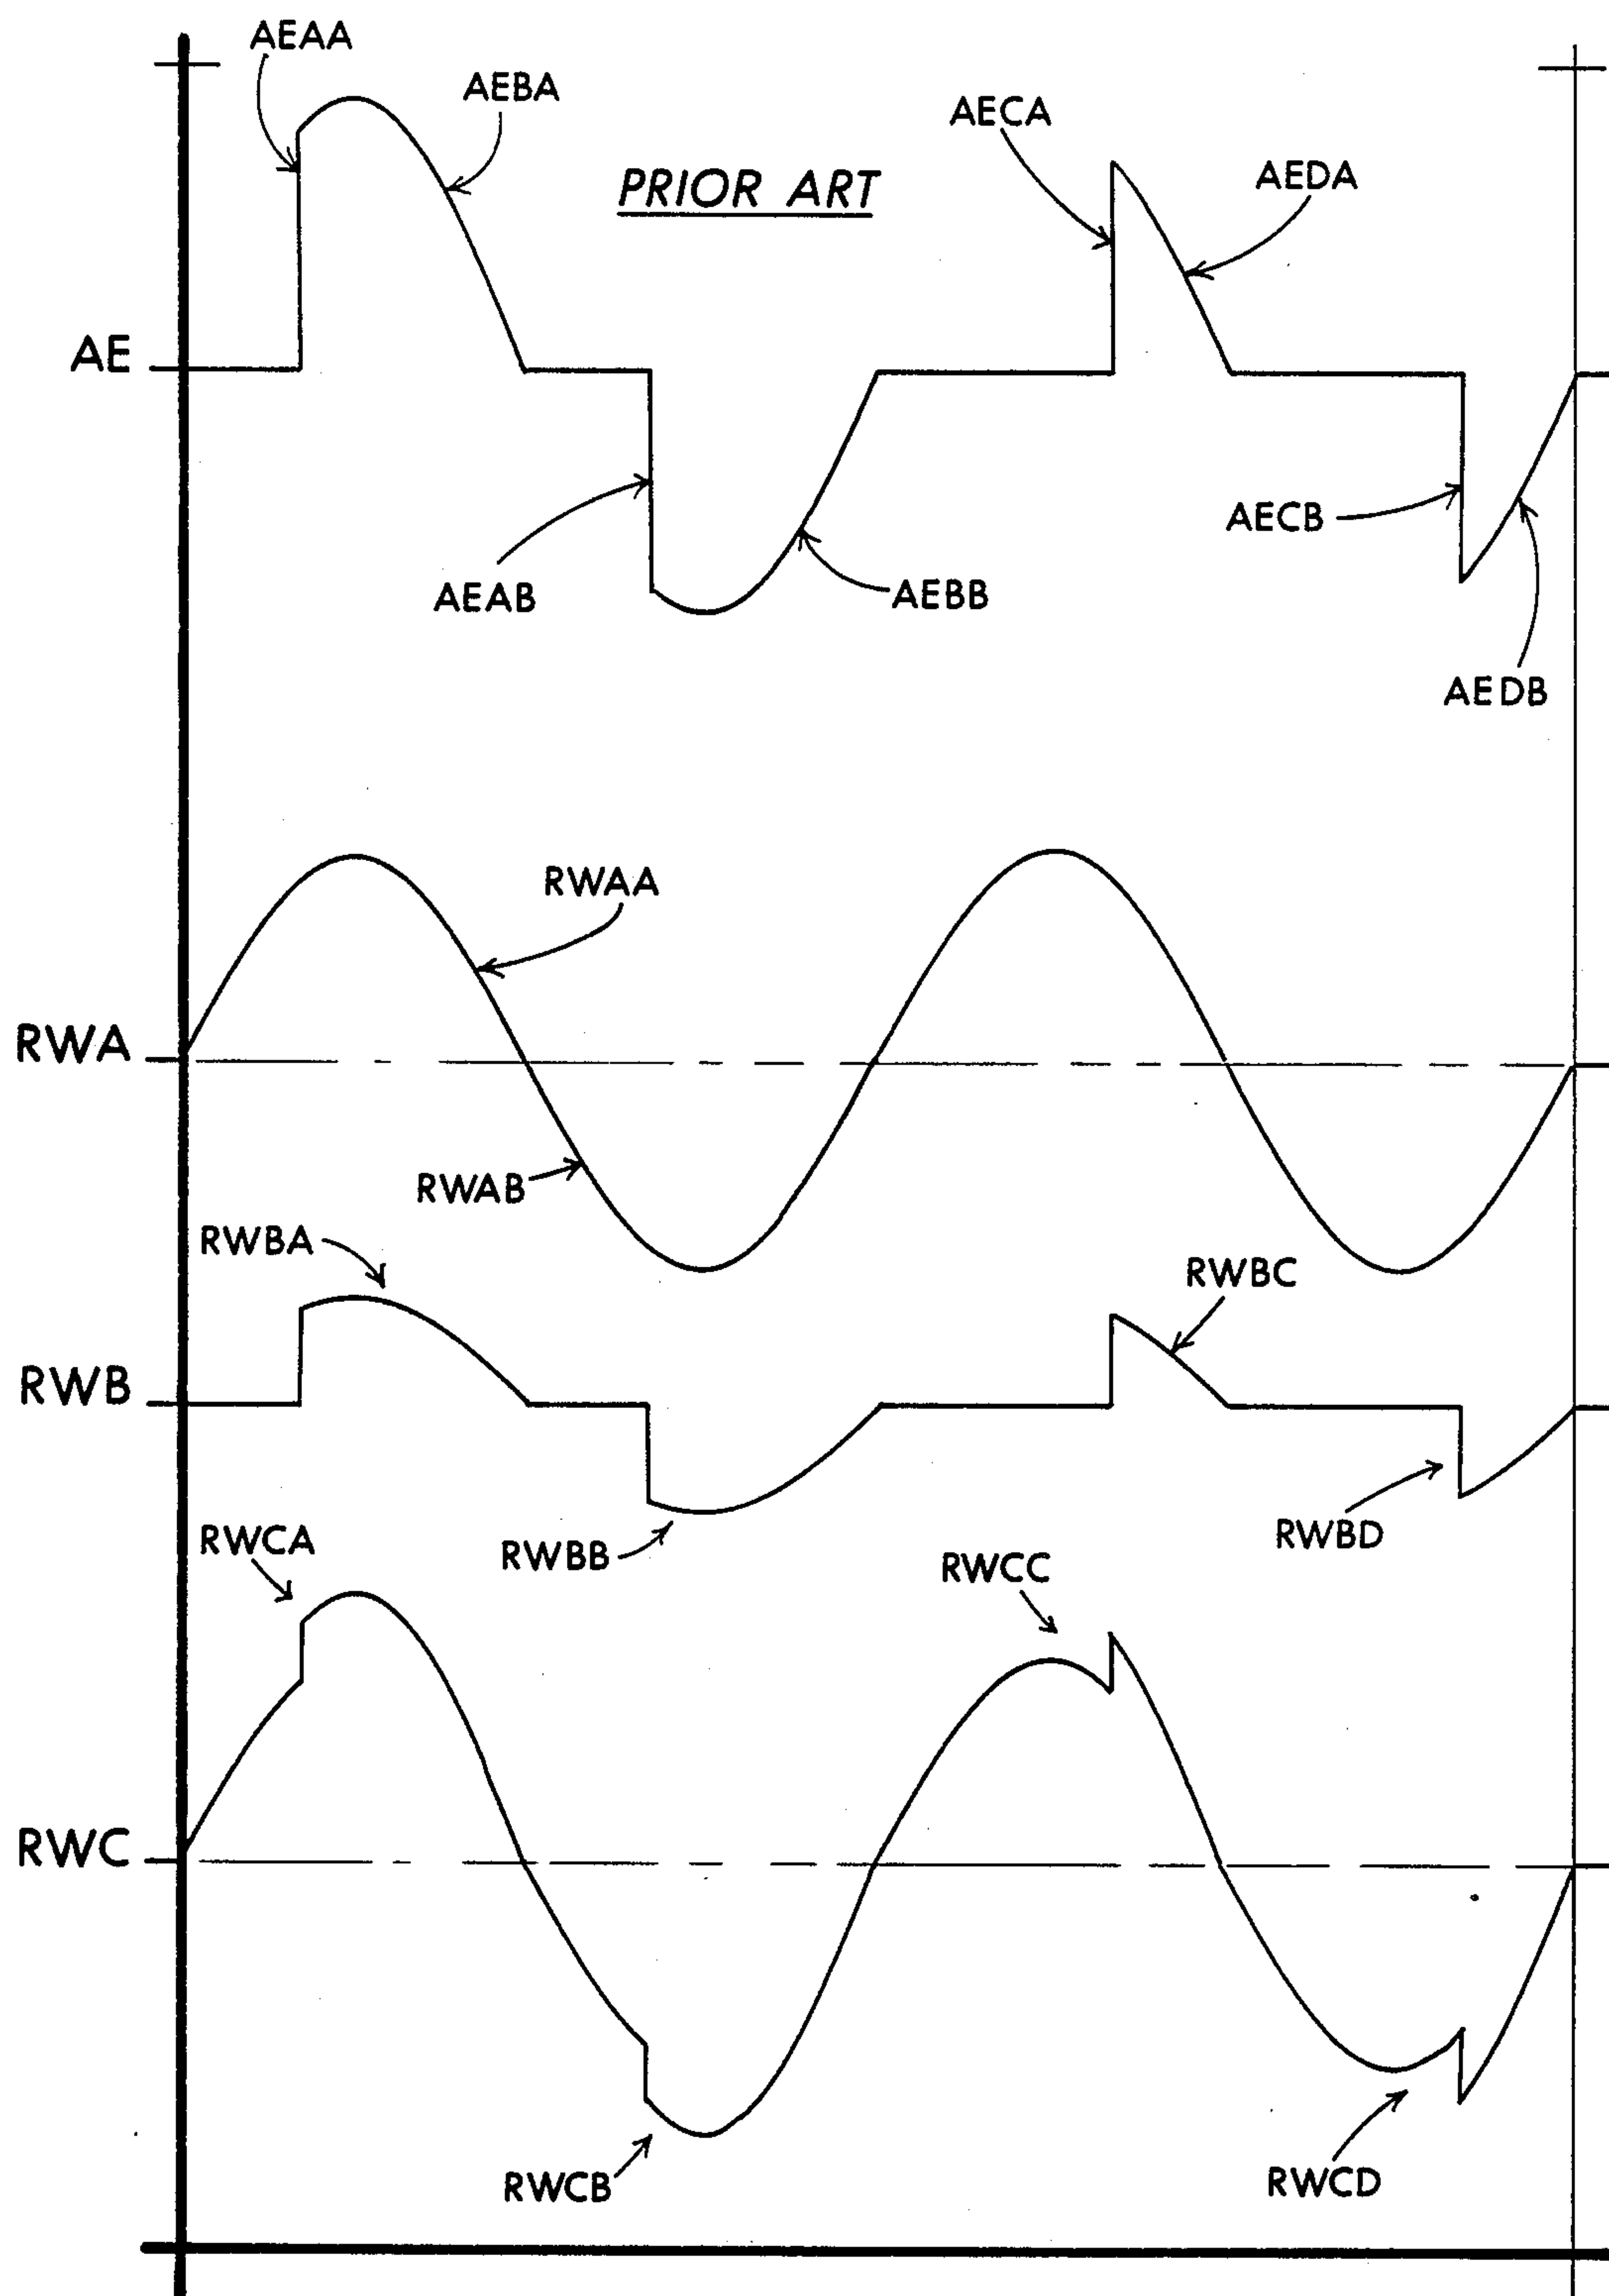 AEAA
AEBA
AECA
PRIOR ART
AEDA
AE
AECB
AEAB
AEBB
AEDB
RWAA
RWA
RWAB
RWBA
RWBC
RWB
RWBD
RWCA
RWBB
RWCC
RWC
RWCB
RWCD